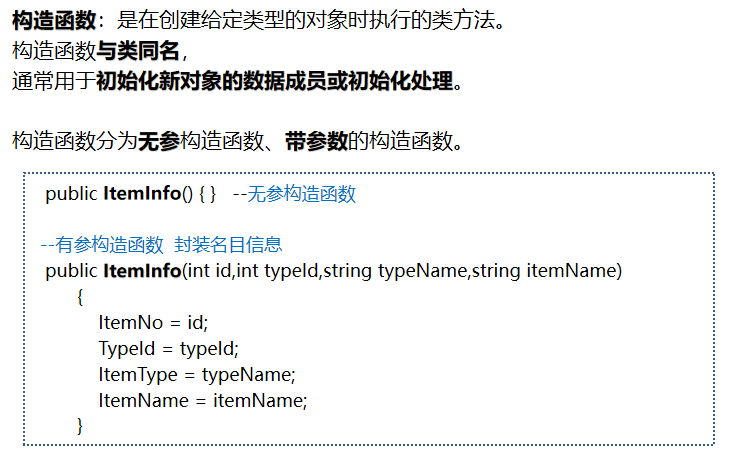 构造函数：是在创建给定类型的对象时执行的类方法。
构造函数与类同名，
通常用于初始化新对象的数据成员或初始化处理。
构造函数分为无参构造函数、带参数的构造函数。
public ItemInfo() { } --无参构造函数
--有参构造函数 封装名目信息
public ItemInfo(int id,int typeId,string typeName,string itemName)
{
ItemNo = id;
TypeId = typeId;
ItemType = typeName;
ItemName = itemName;
}